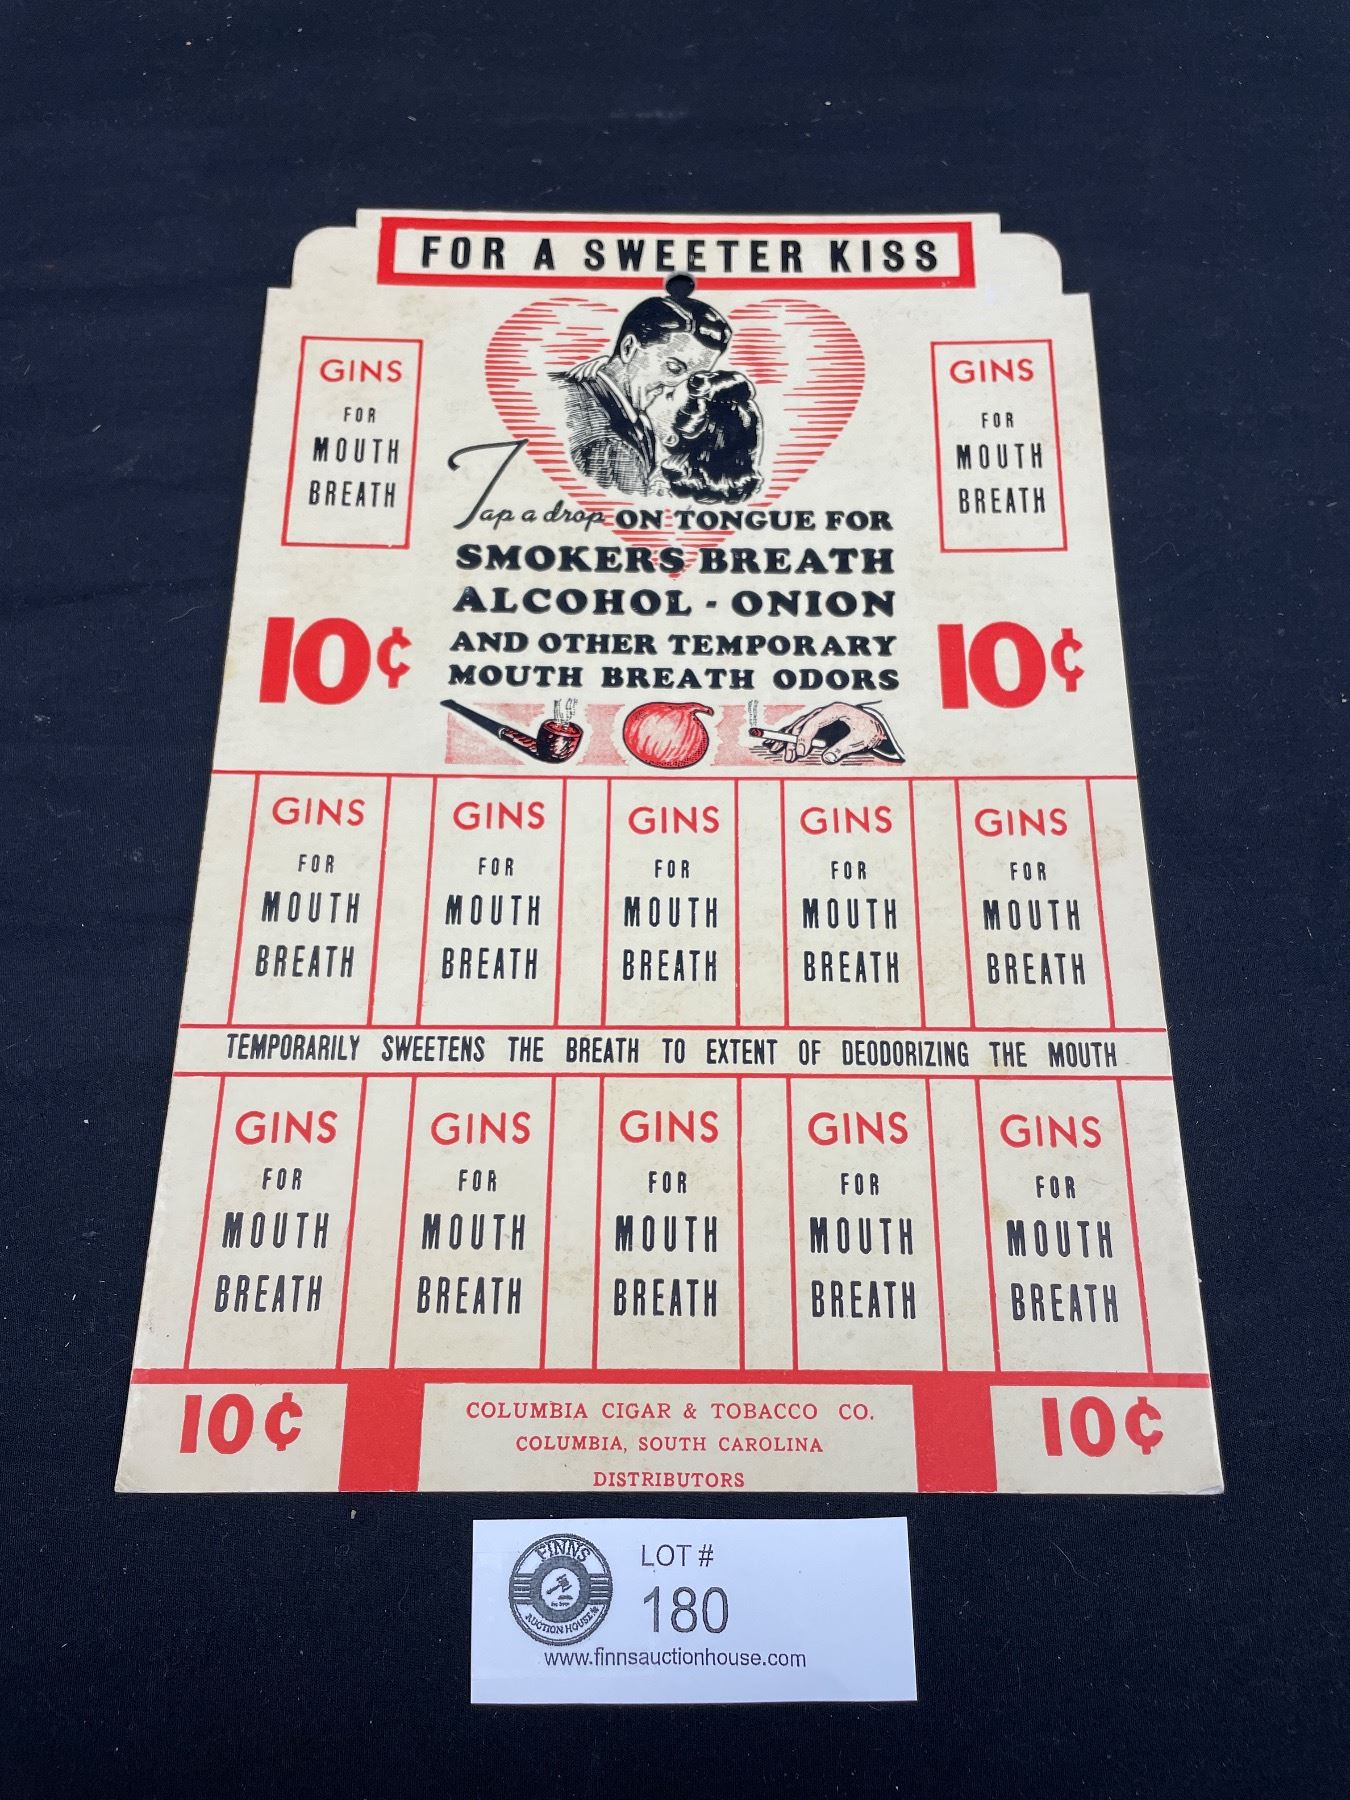 FOR A SWEETER KISS
GINS
FOR
MOUTH
BREATH
GINS
FOR
MOUTH
BREATH
Tap a drop ON TONGUE FOR
SMOKERS BREATH
ALCOHOL - ONION
AND OTHER TEMPORARY
MOUTH BREATH ODORS
10¢
10¢
GINS
FOR
MOUTH
BREATH
GINS
FOR
MOUTH
BREATH
GINS
FOR
MOUTH
BREATH
GINS
FOR
MOUTH
BREATH
GINS
FOR
MOUTH
BREATH
TEMPORARILY SWEETENS THE BREATH TO EXTENT OF DEODORIZING THE MOUTH
GINS
FOR
MOUTH
BREATH
GINS
FOR
MOUTH
BREATH
GINS
FOR
MOUTH
BREATH
GINS
FOR
MOUTH
BREATH
GINS
FOR
MOUTH
BREATH
10¢
COLUMBIA CIGAR & TOBACCO CO.
COLUMBIA, SOUTH CAROLINA
DISTRIBUTORS
10¢
FINNS
AUCTION HOUSE
LOT #
180
www.finnsauctionhouse.com